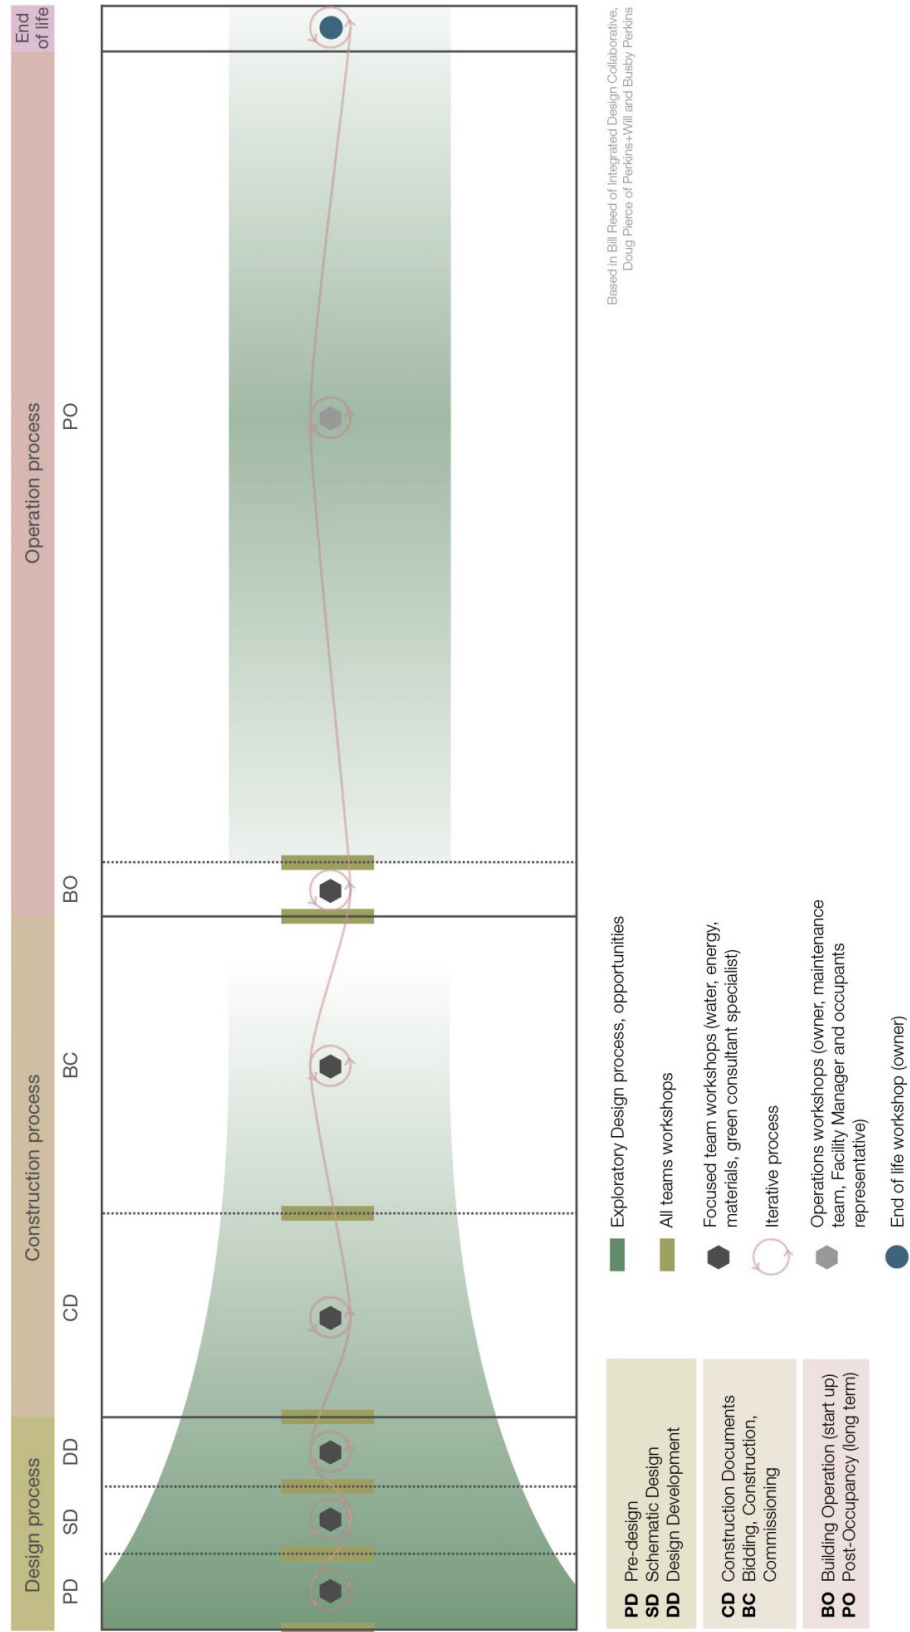 Design process
Construction process
Operation process
End
of life
PD
SD
DD
CD
BC
BO
PO
PD Pre-design
SD Schematic Design
DD Design Development
CD Construction Documents
BC Bidding, Construction,
Commissioning
BO Building Operation (start up)
PO Post-Occupancy (long term)
Exploratory Design process, opportunities
All teams workshops
Focused team workshops (water, energy,
materials, green consultant specialist)
Iterative process
Operations workshops (owner, maintenance
team, Facility Manager and occupants
representative)
End of life workshop (owner)
Based in Bill Reed of Integrated Design Collaborative,
Doug Pierce of Perkins+Will and Busby Perkins